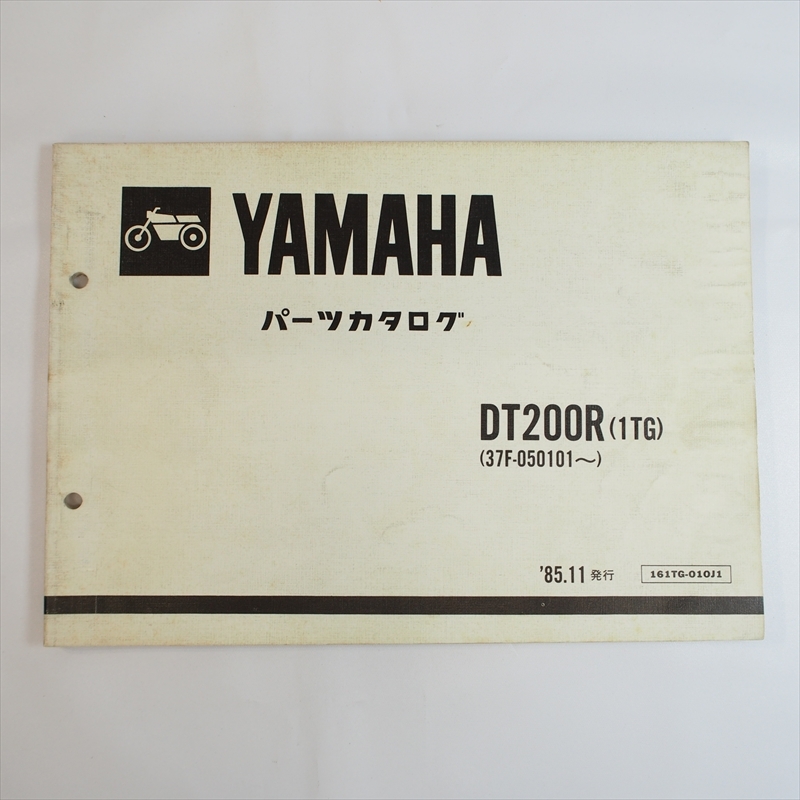 YAMAHA
パーツカタログ
DT200R (1TG)
(37F-050101〜)
'85.11 発行
161TG-010J1